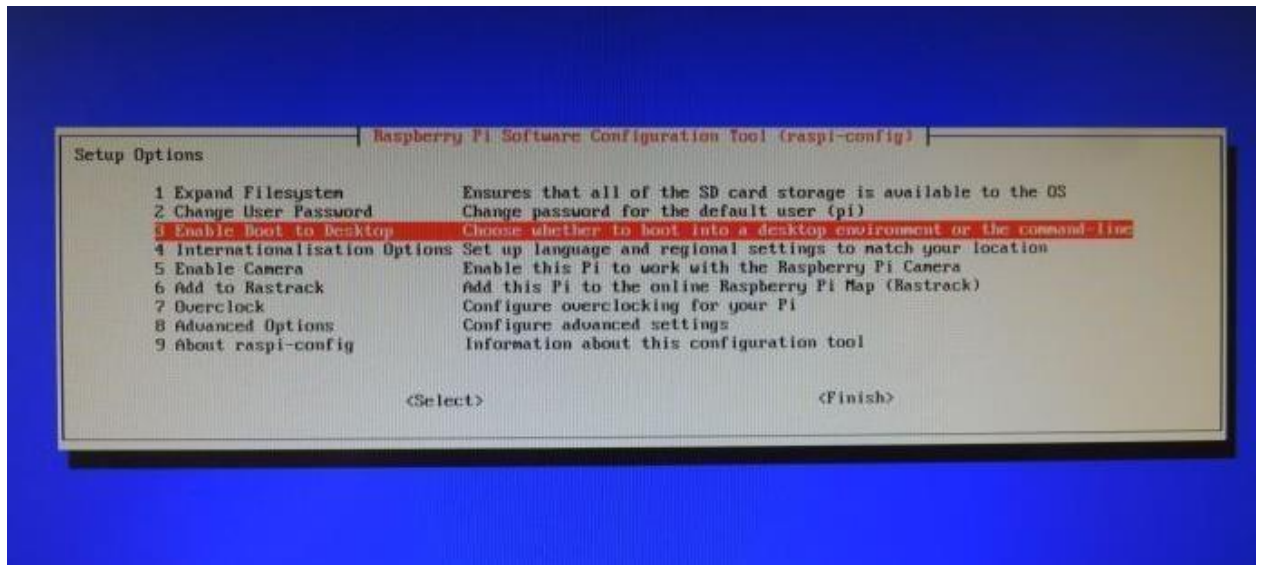 Raspberry Pi Software Configuration Tool (raspi-config)
Setup Options
1 Expand Filesystem Ensures that all of the SD card storage is available to the OS
2 Change User Password Change password for the default user (pi)
3 Enable Boot to Desktop Choose whether to boot into a desktop environment or the command-line
4 Internationalisation Options Set up language and regional settings to match your location
5 Enable Camera Enable this Pi to work with the Raspberry Pi Camera
6 Add to Rastrack Add this Pi to the online Raspberry Pi Map (Rastrack)
7 Overclock Configure overclocking for your Pi
8 Advanced Options Configure advanced settings
9 About raspi-config Information about this configuration tool
<Select> <Finish>